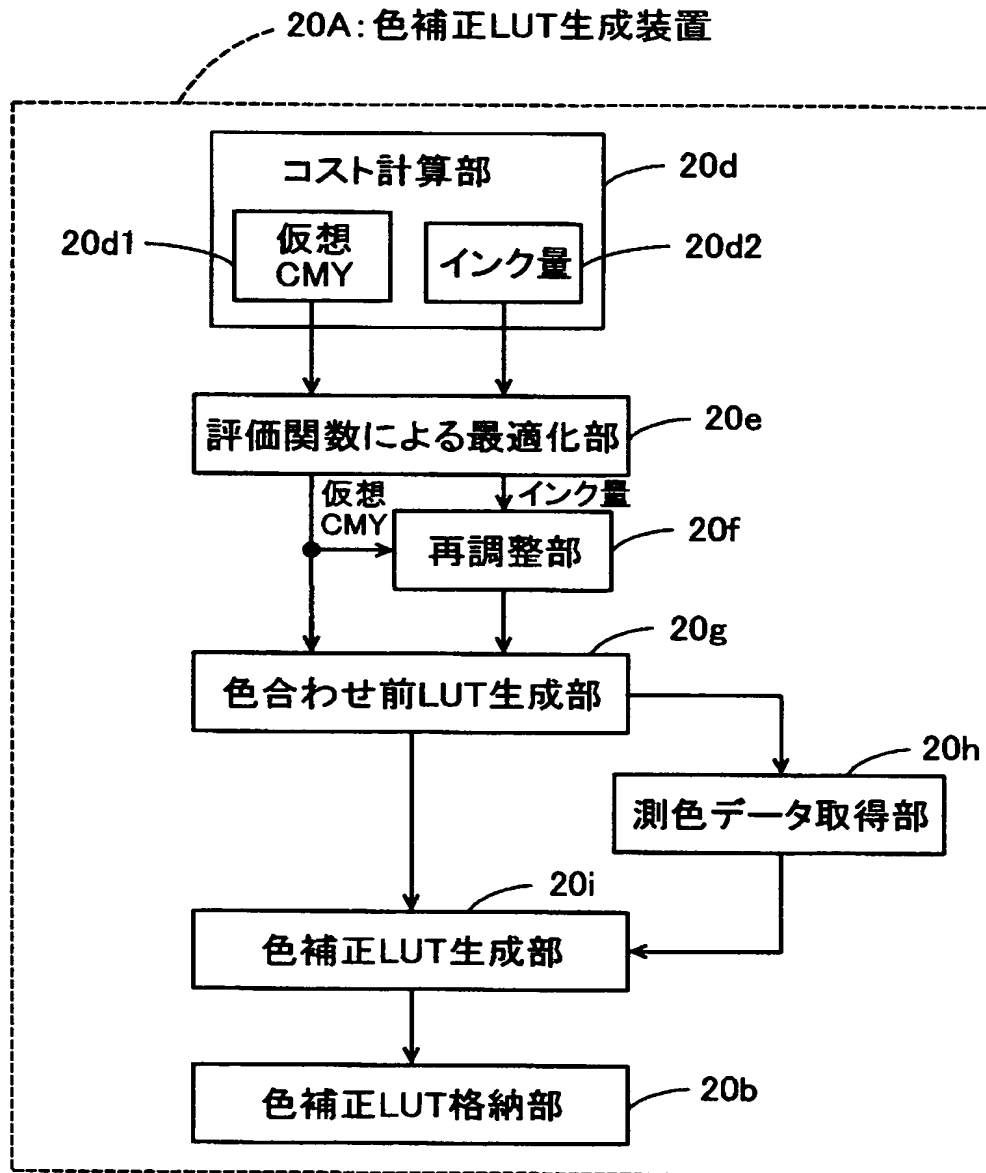 20A:色補正LUT生成装置
コスト計算部
20d
20d1
仮想
CMY
インク量
20d2
評価関数による最適化部
20e
仮想
CMY
インク量
再調整部
20f
20g
色合わせ前LUT生成部
20h
測色データ取得部
20i
色補正LUT生成部
色補正LUT格納部
20b